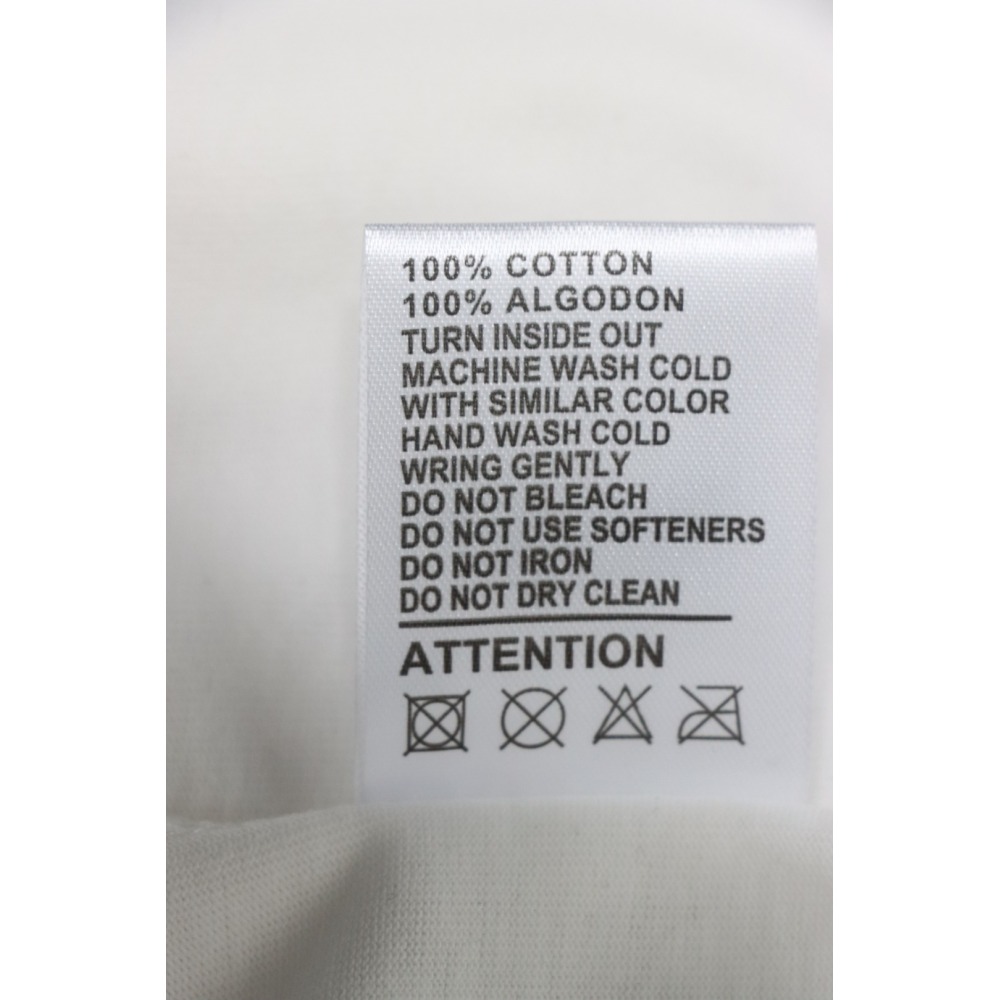 100% COTTON
100% ALGODON
TURN INSIDE OUT
MACHINE WASH COLD
WITH SIMILAR COLOR
HAND WASH COLD
WRING GENTLY
DO NOT BLEACH
DO NOT USE SOFTENERS
DO NOT IRON
DO NOT DRY CLEAN
ATTENTION